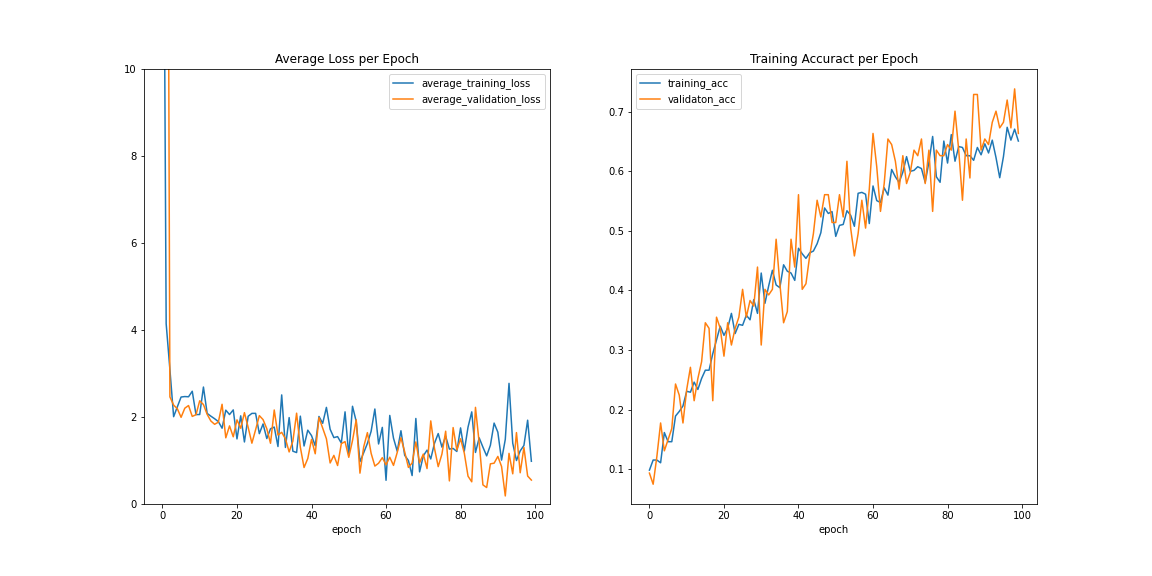 Average Loss per Epoch
10
8
6
4
2
0
average_training_loss
average_validation_loss
0 20 40 60 80 100
epoch
Training Accuract per Epoch
0.7
0.6
0.5
0.4
0.3
0.2
0.1
training_acc
validaton_acc
0 20 40 60 80 100
epoch